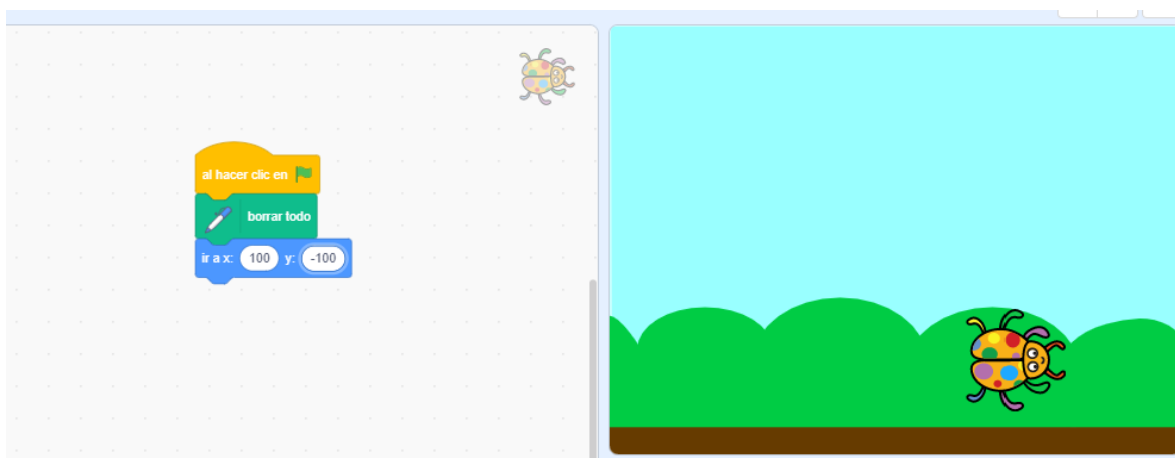 al hacer clic en
borrar todo
ir a x: 100 y: -100